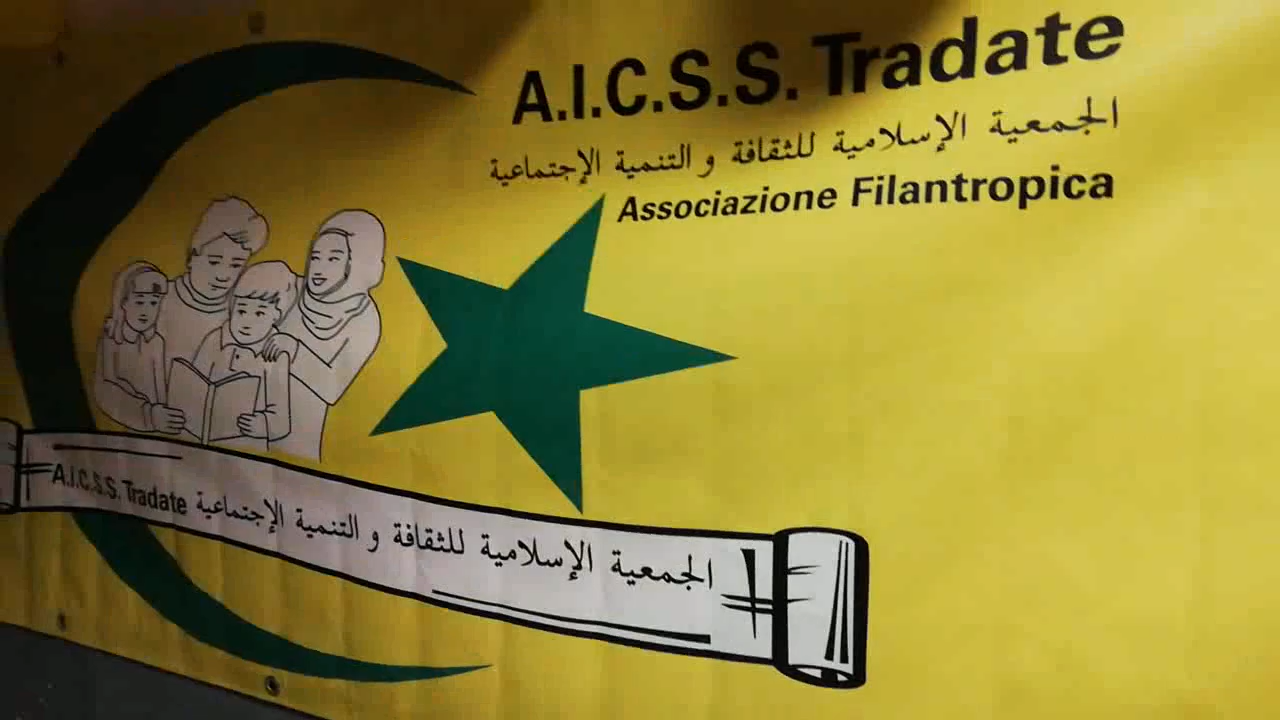 A.I.C.S.S. Tradate
الجمعية الإسلامية للثقافة و التنمية الإجتماعية
Associazione Filantropica
A.I.C.S.S. Tradate الجمعية الإسلامية للثقافة و التنمية الإجتماعية